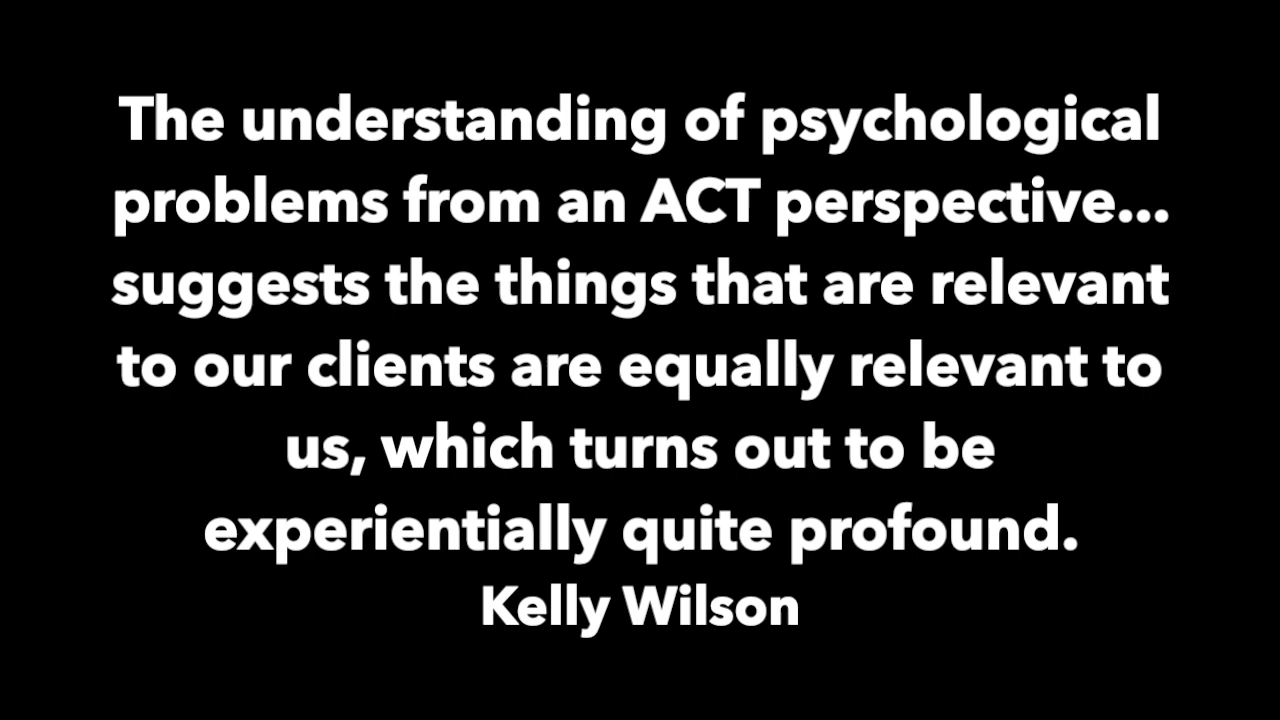 The understanding of psychological
problems from an ACT perspective...
suggests the things that are relevant
to our clients are equally relevant to
us, which turns out to be
experientially quite profound.
Kelly Wilson